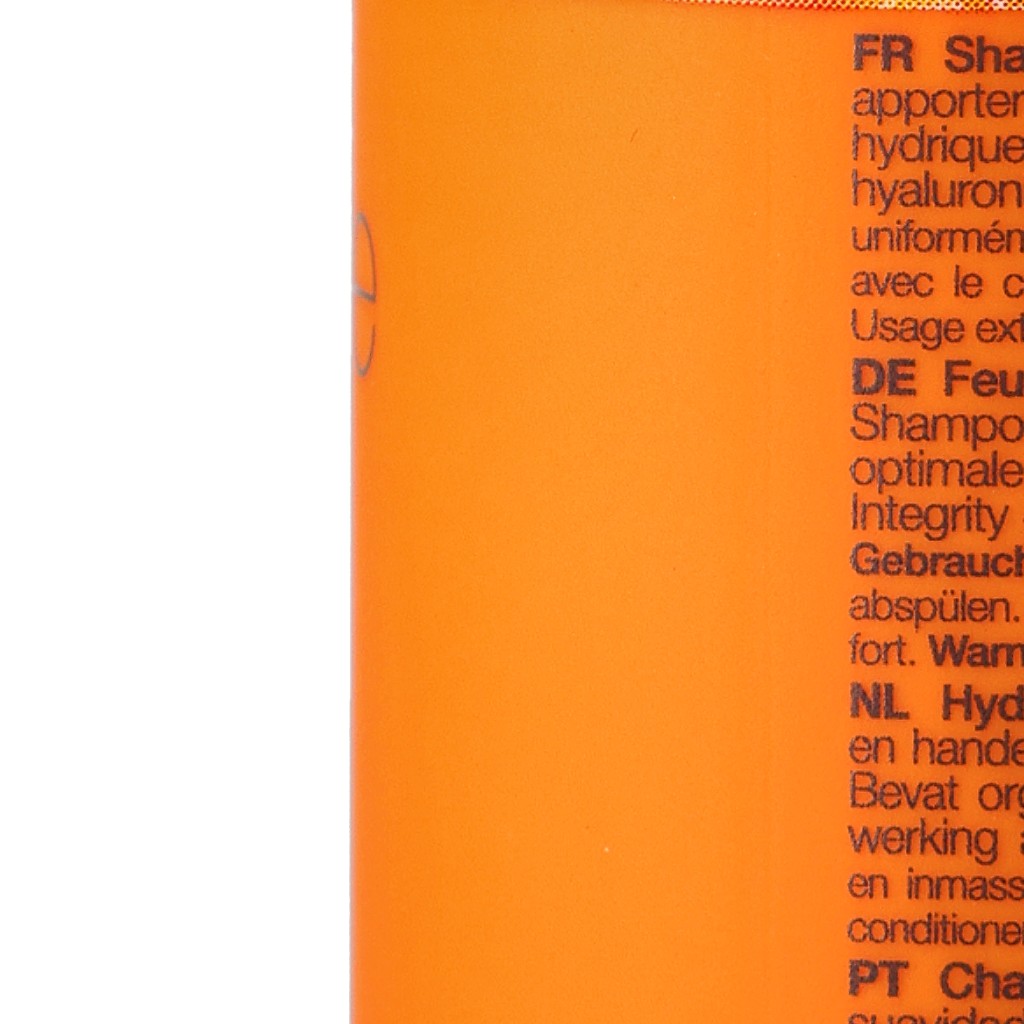 e
FR Sha
apporter
hydrique
hyaluron
uniformén
avec le c
Usage ext
DE Feu
Shampo
optimale
Integrity
Gebrauch
abspülen.
fort. Warn
NL Hyd
en hande
Bevat org
werking a
en inmass
conditioner
PT Cha
suavidad